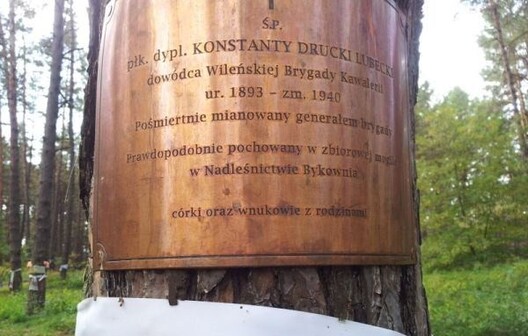 Ś.P.
płk. dypl. KONSTANTY DRUCKI LUBECKI
dowódca Wileńskiej Brygady Kawalerii
ur. 1893 – zm. 1940
Pośmiertnie mianowany generałem brygady
Prawdopodobnie pochowany w zbiorowej mogile
w Nadleśnictwie Bykownia
córki oraz wnukowie z rodzinami